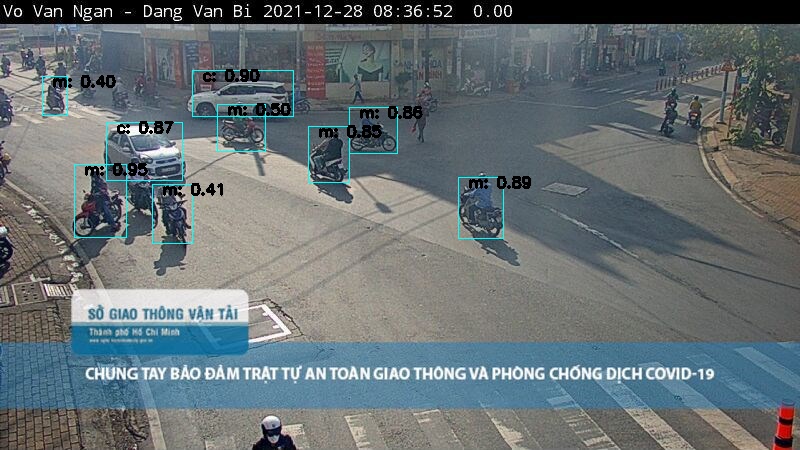 Vo Van Ngan - Dang Van Bi 2021-12-28 08:36:52 0.00
m: 0.40
c: 0.90
m: 0.50
m: 0.86
m: 0.85
c: 0.87
m: 0.95
m: 0.41
m: 0.89
SỞ GIAO THÔNG VẬN TẢI
Thành phố Hồ Chí Minh
CHUNG TAY BẢO ĐẢM TRẬT TỰ AN TOÀN GIAO THÔNG VÀ PHÒNG CHỐNG DỊCH COVID-19